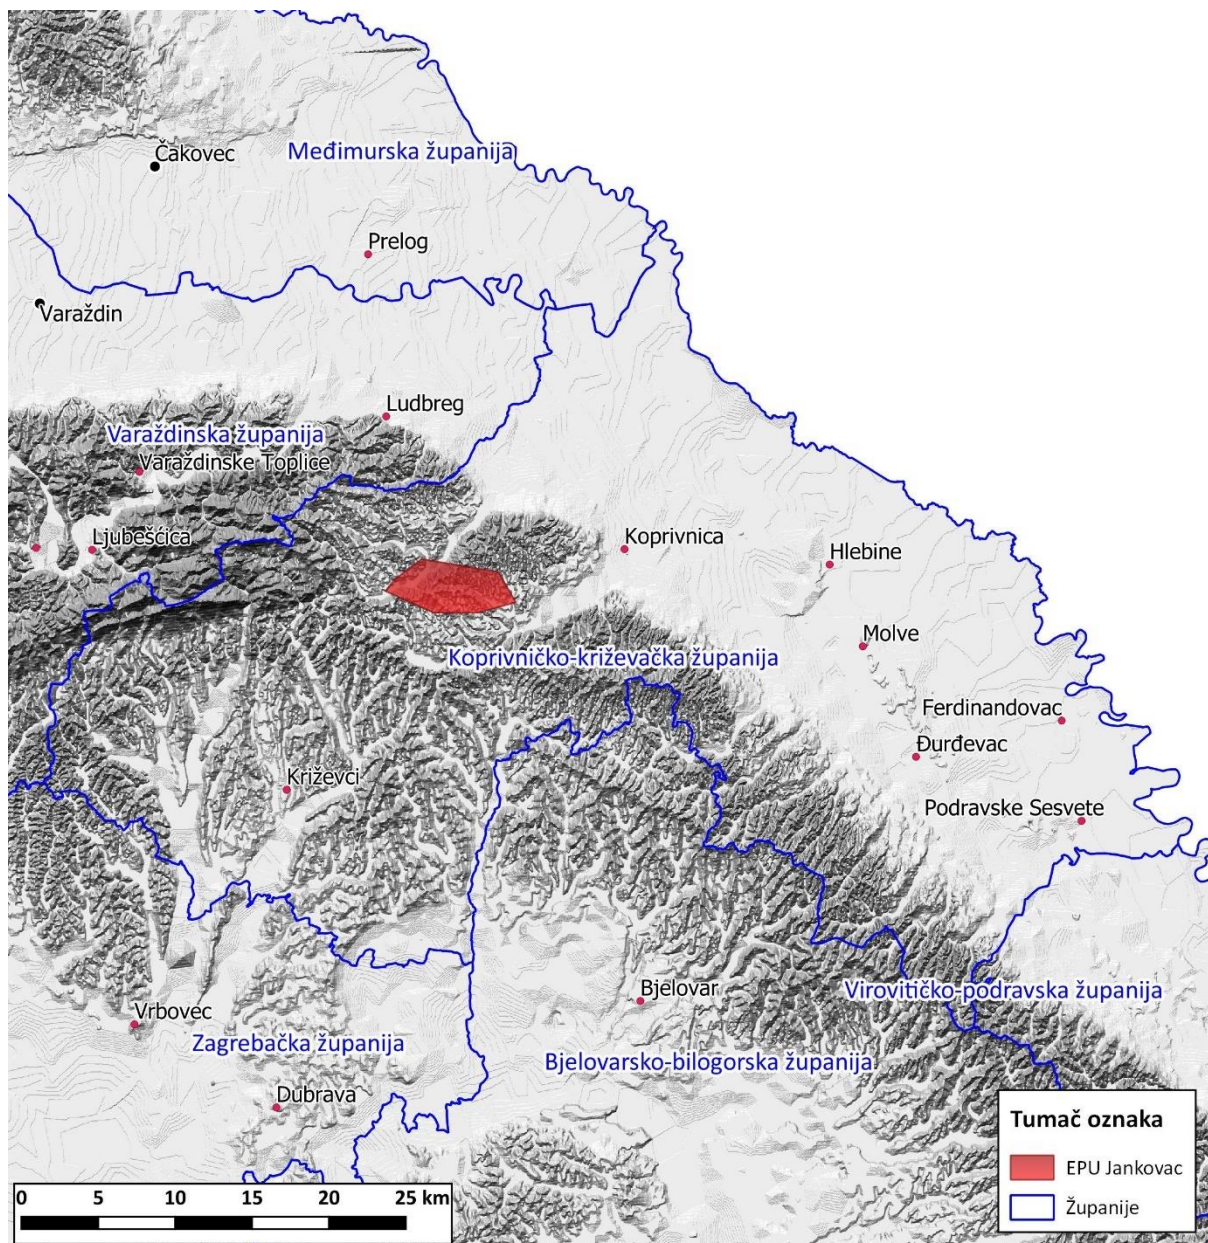 Čakovec
Međimurska županija
Prelog
Varaždin
Ludbreg
Varaždinska županija
Varaždinske Toplice
Ljubešćica
Koprivnica
Hlebine
Molve
Koprivničko-križevačka županija
Ferdinandovac
Đurđevac
Križevci
Podravske Sesvete
Bjelovar
Virovitičko-podravska županija
Vrbovec
Zagrebačka županija
Bjelovarsko-bilogorska županija
Dubrava
Tumač oznaka
EPU Jankovac
Županije
0 5 10 15 20 25 km